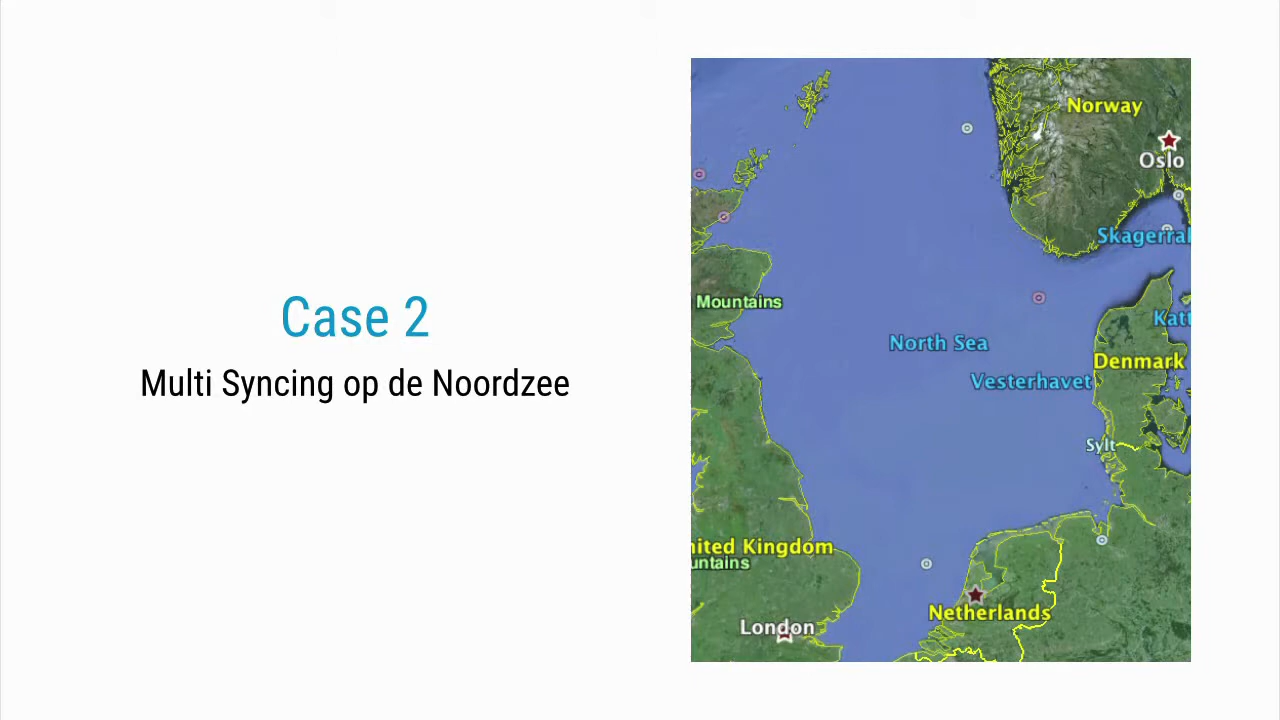 Case 2
Multi Syncing op de Noordzee
Norway
Oslo
Skagerral
Mountains
Katt
North Sea
Denmark
Vesterhavet
Sylt
nited Kingdom
untains
Netherlands
London